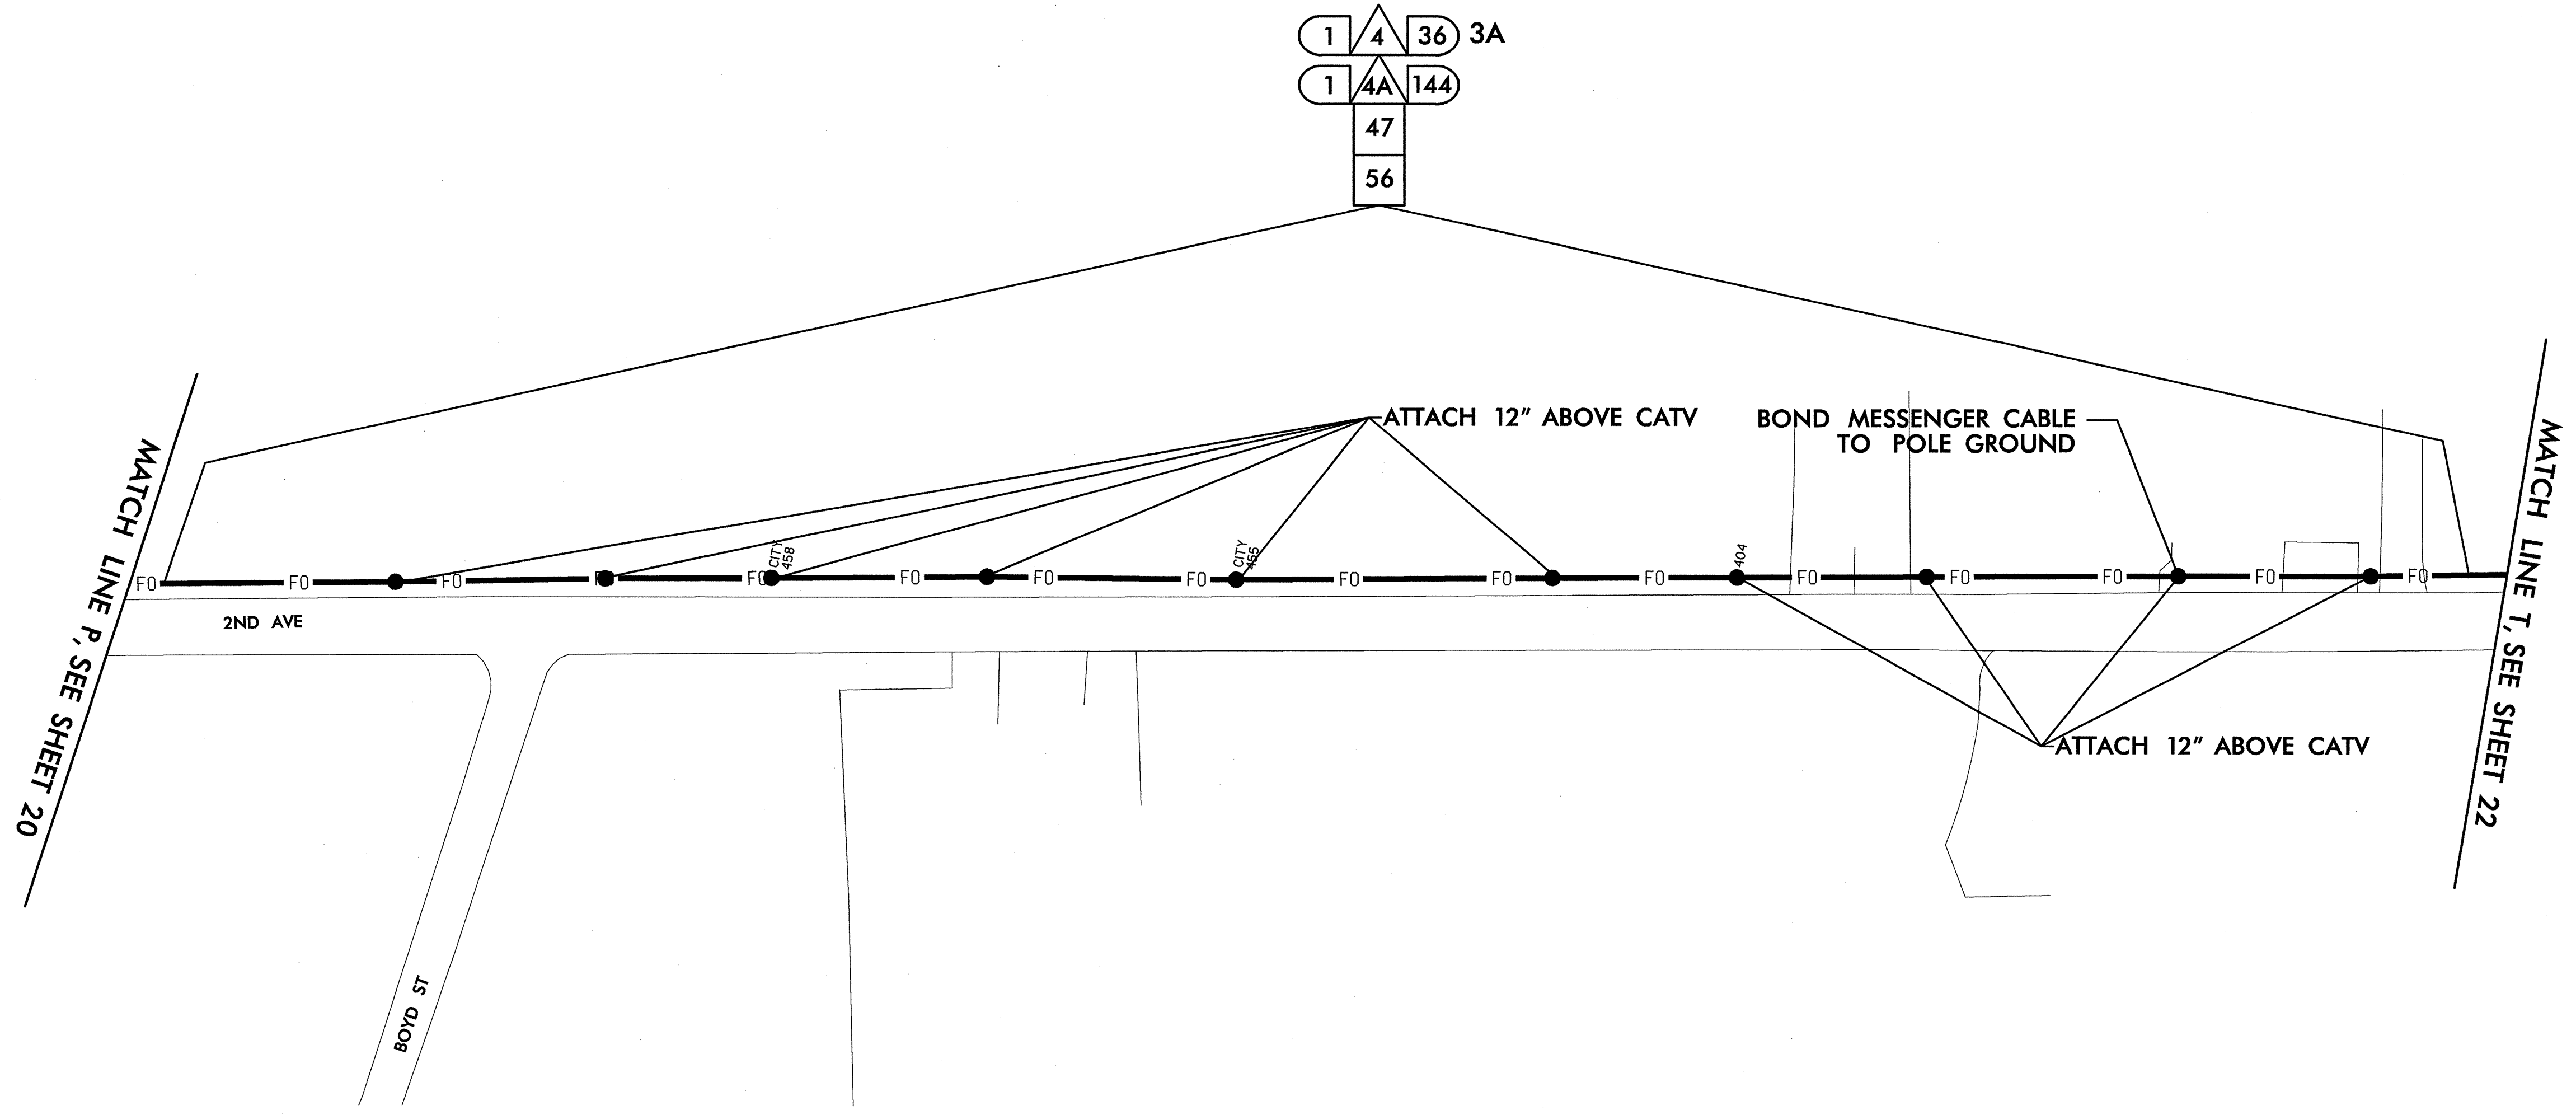 1 4 36 3A
1 4A 144
47
56
ATTACH 12" ABOVE CATV
BOND MESSENGER CABLE
TO POLE GROUND
MATCH LINE P, SEE SHEET 20
MATCH LINE T, SEE SHEET 22
CITY
458
CITY
455
404
FO FO FO FO FO FO FO FO FO FO FO FO FO FO FO
2ND AVE
ATTACH 12" ABOVE CATV
BOYD ST